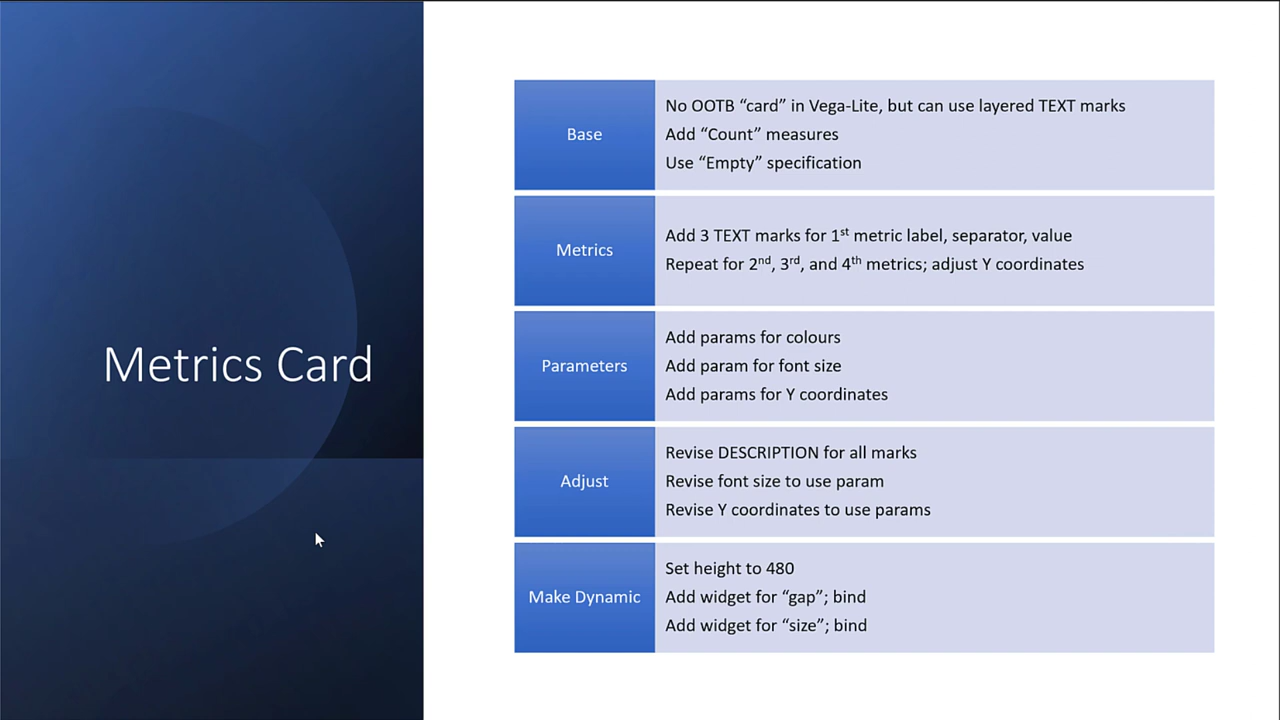 Metrics Card
Base
No OOTB “card” in Vega-Lite, but can use layered TEXT marks
Add “Count” measures
Use “Empty” specification
Metrics
Add 3 TEXT marks for 1st metric label, separator, value
Repeat for 2nd, 3rd, and 4th metrics; adjust Y coordinates
Parameters
Add params for colours
Add param for font size
Add params for Y coordinates
Adjust
Revise DESCRIPTION for all marks
Revise font size to use param
Revise Y coordinates to use params
Make Dynamic
Set height to 480
Add widget for “gap”; bind
Add widget for “size”; bind